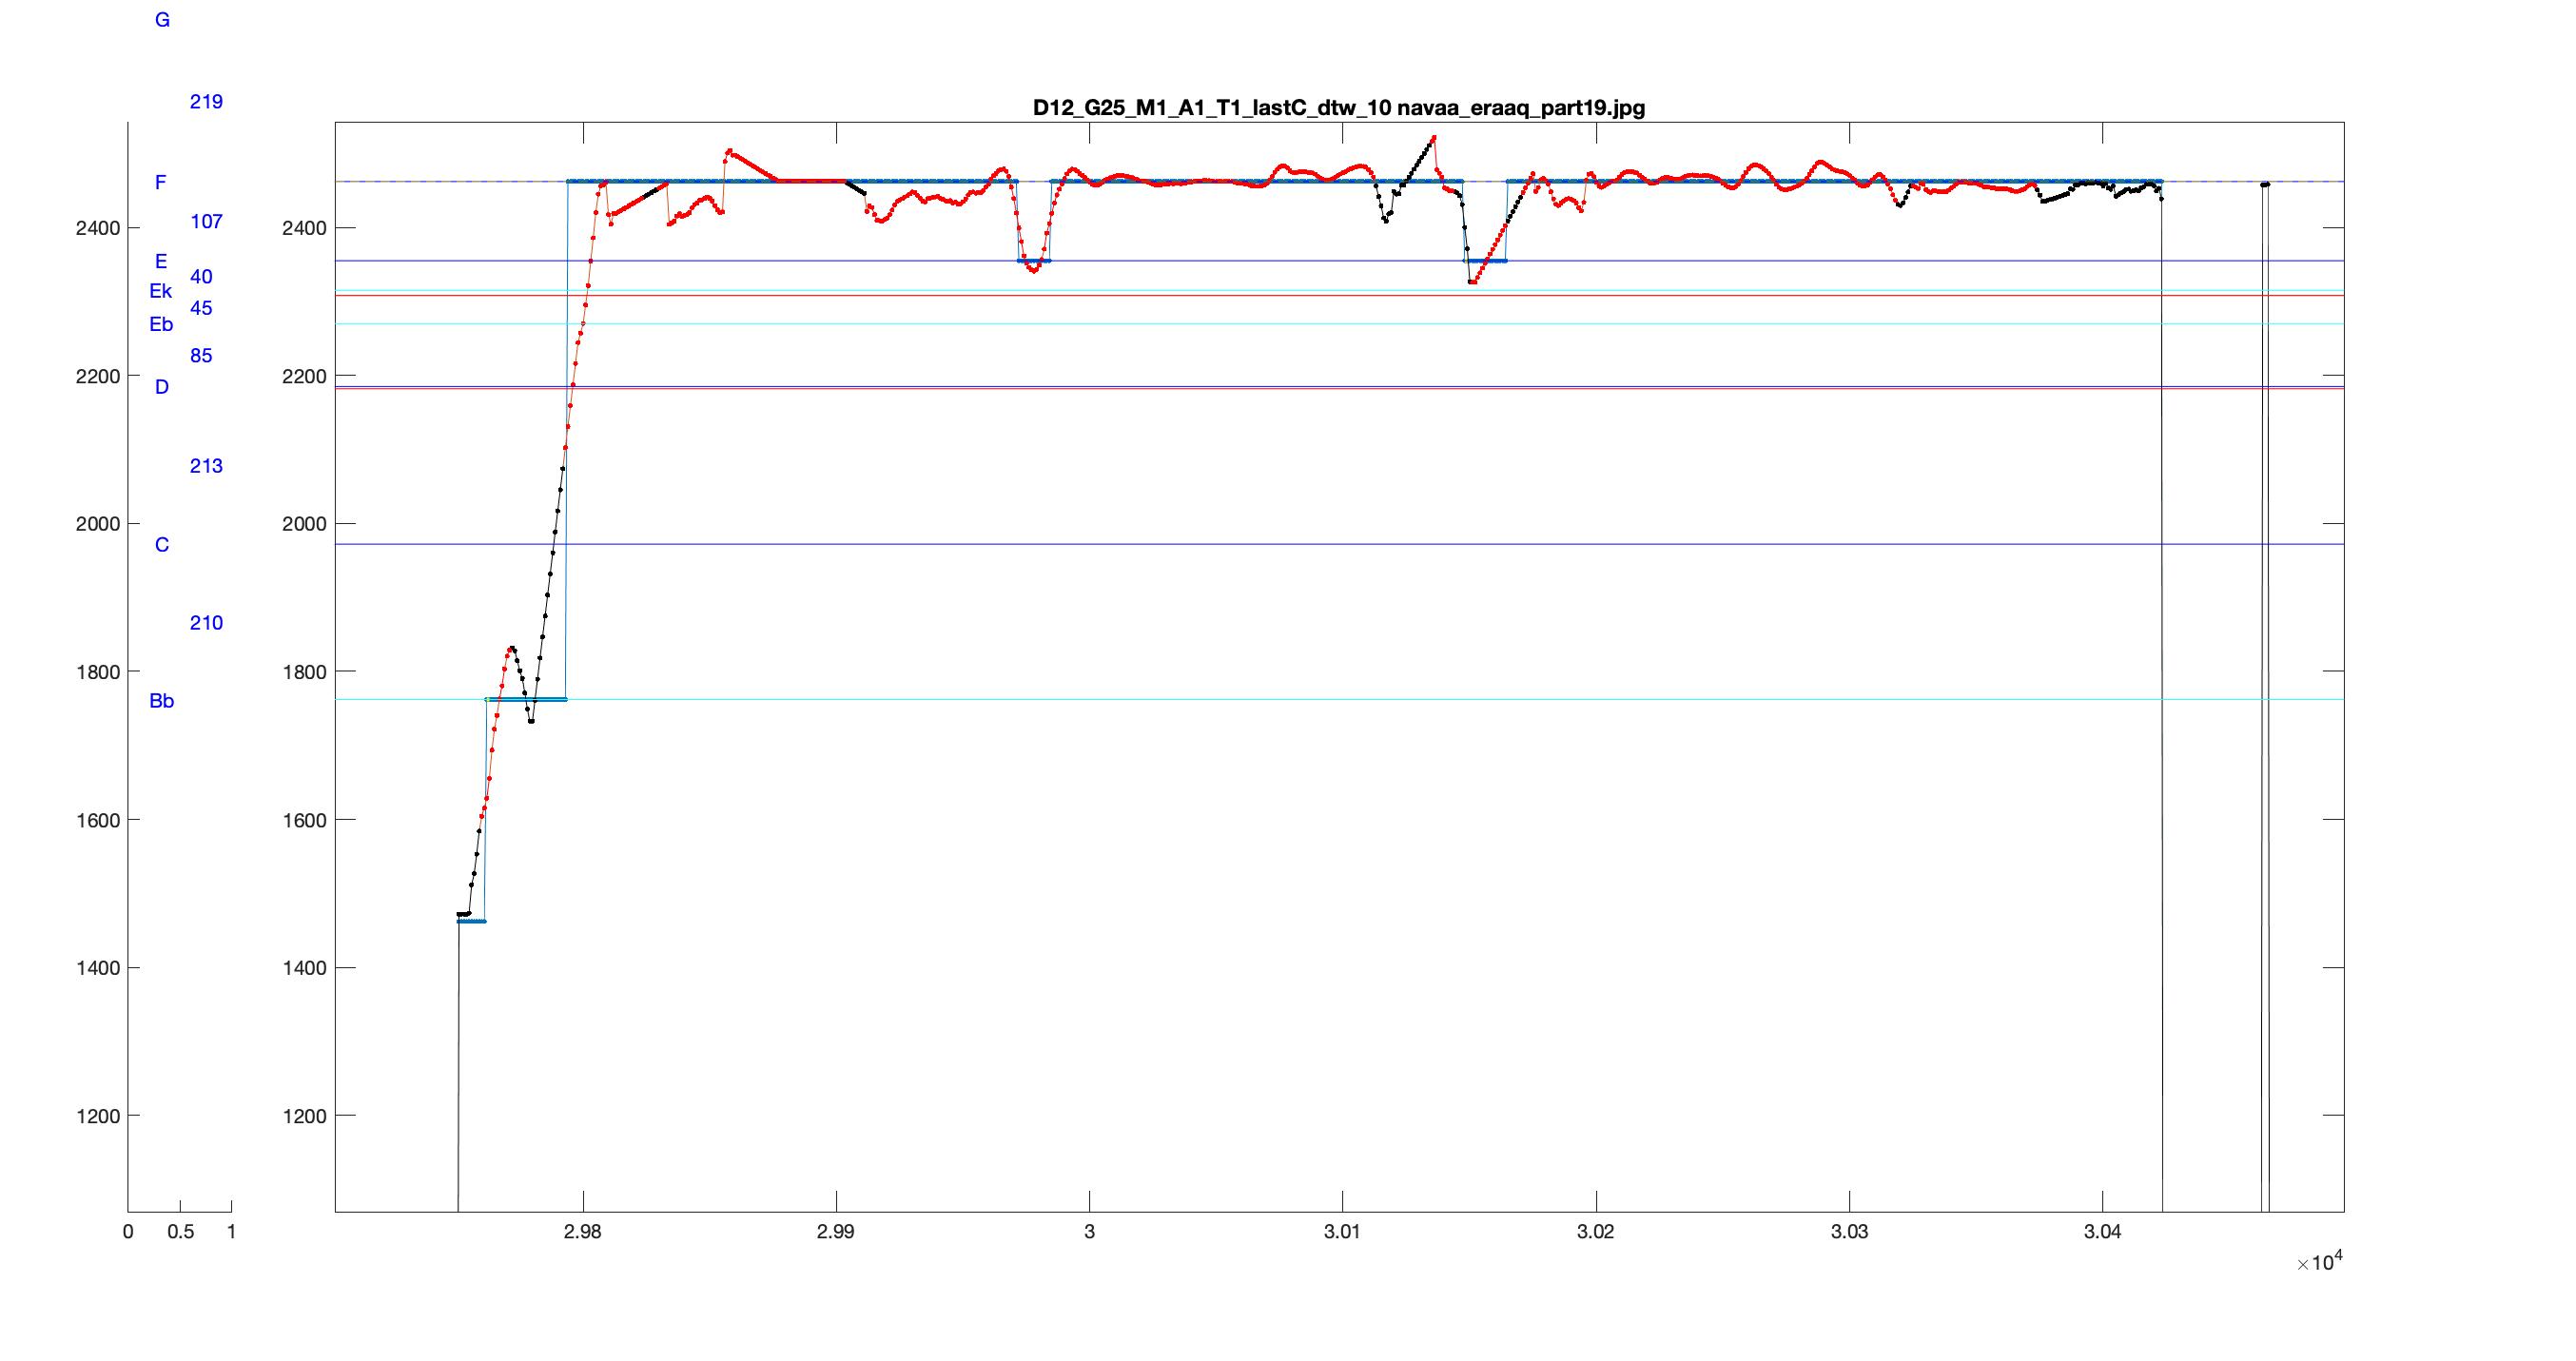 G
219
D12_G25_M1_A1_T1_lastC_dtw_10 navaa_eraaq_part19.jpg
F
107
2400
2400
E
40
Ek
45
Eb
85
2200
2200
D
213
2000
2000
C
210
1800
1800
Bb
1600
1600
1400
1400
1200
1200
0 0.5 1
2.98 2.99 3 3.01 3.02 3.03 3.04
×10⁴